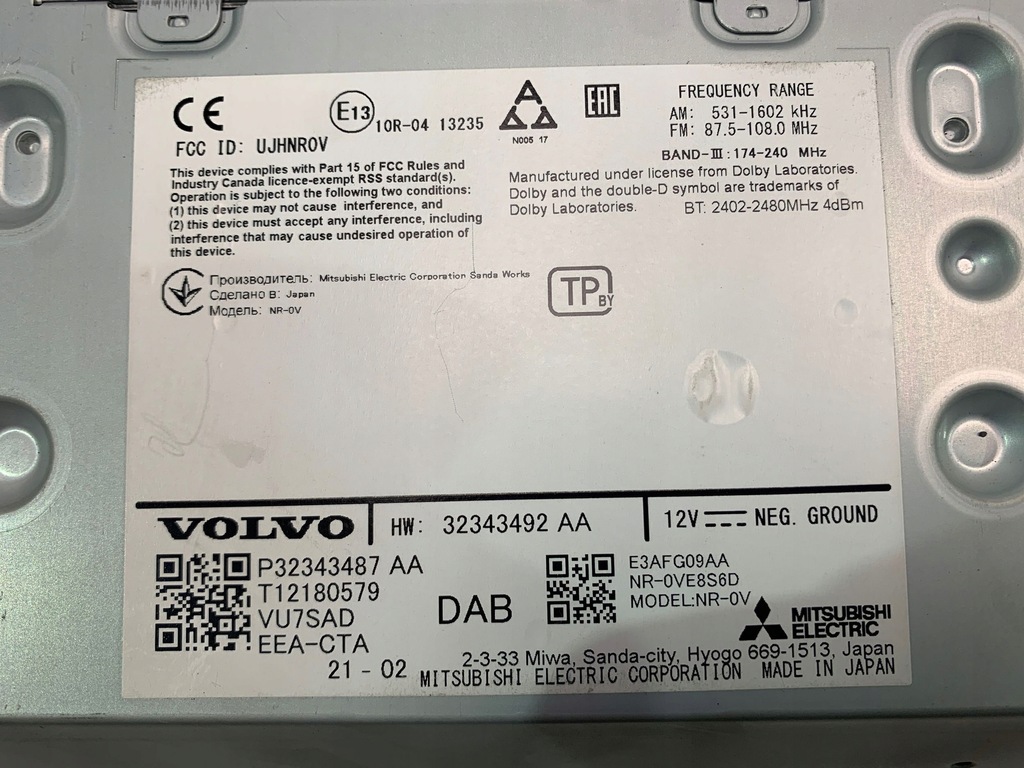 CE
E13 10R-04 13235
AAA
N005 17
EAC
FREQUENCY RANGE
AM: 531-1602 kHz
FM: 87.5-108.0 MHz
BAND-III: 174-240 MHz
FCC ID: UJHNR0V
This device complies with Part 15 of FCC Rules and
Industry Canada licence-exempt RSS standard(s).
Operation is subject to the following two conditions:
(1) this device may not cause interference, and
(2) this device must accept any interference, including
interference that may cause undesired operation of
this device.
Manufactured under license from Dolby Laboratories.
Dolby and the double-D symbol are trademarks of
Dolby Laboratories.
BT: 2402-2480MHz 4dBm
Производитель: Mitsubishi Electric Corporation Sanda Works
Сделано в: Japan
Модель: NR-0V
TP BY
VOLVO
HW: 32343492 AA
12V NEG. GROUND
P32343487 AA
T12180579
VU7SAD
EEA-CTA
21 - 02
DAB
E3AFG09AA
NR-0VE8S6D
MODEL:NR-0V
MITSUBISHI
ELECTRIC
2-3-33 Miwa, Sanda-city, Hyogo 669-1513, Japan
MITSUBISHI ELECTRIC CORPORATION MADE IN JAPAN